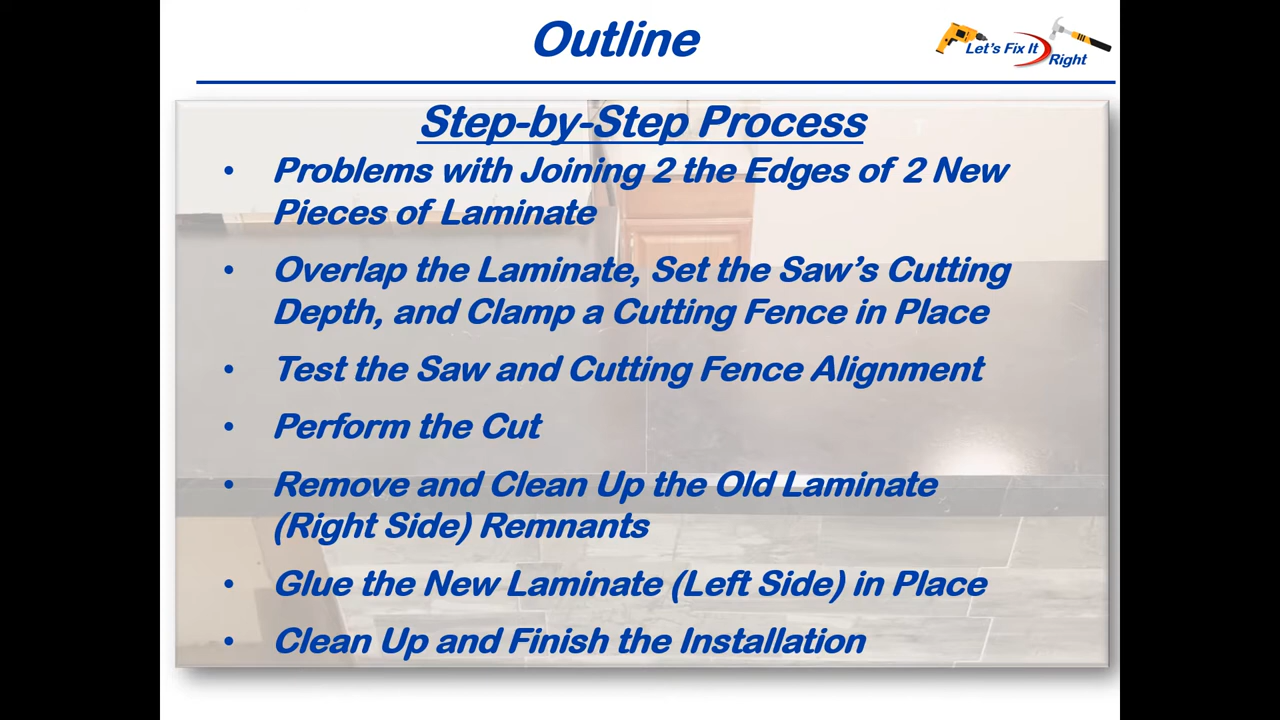 Outline
Let's Fix It
Right
Step-by-Step Process
• Problems with Joining 2 the Edges of 2 New
Pieces of Laminate
• Overlap the Laminate, Set the Saw's Cutting
Depth, and Clamp a Cutting Fence in Place
• Test the Saw and Cutting Fence Alignment
• Perform the Cut
• Remove and Clean Up the Old Laminate
(Right Side) Remnants
• Glue the New Laminate (Left Side) in Place
• Clean Up and Finish the Installation